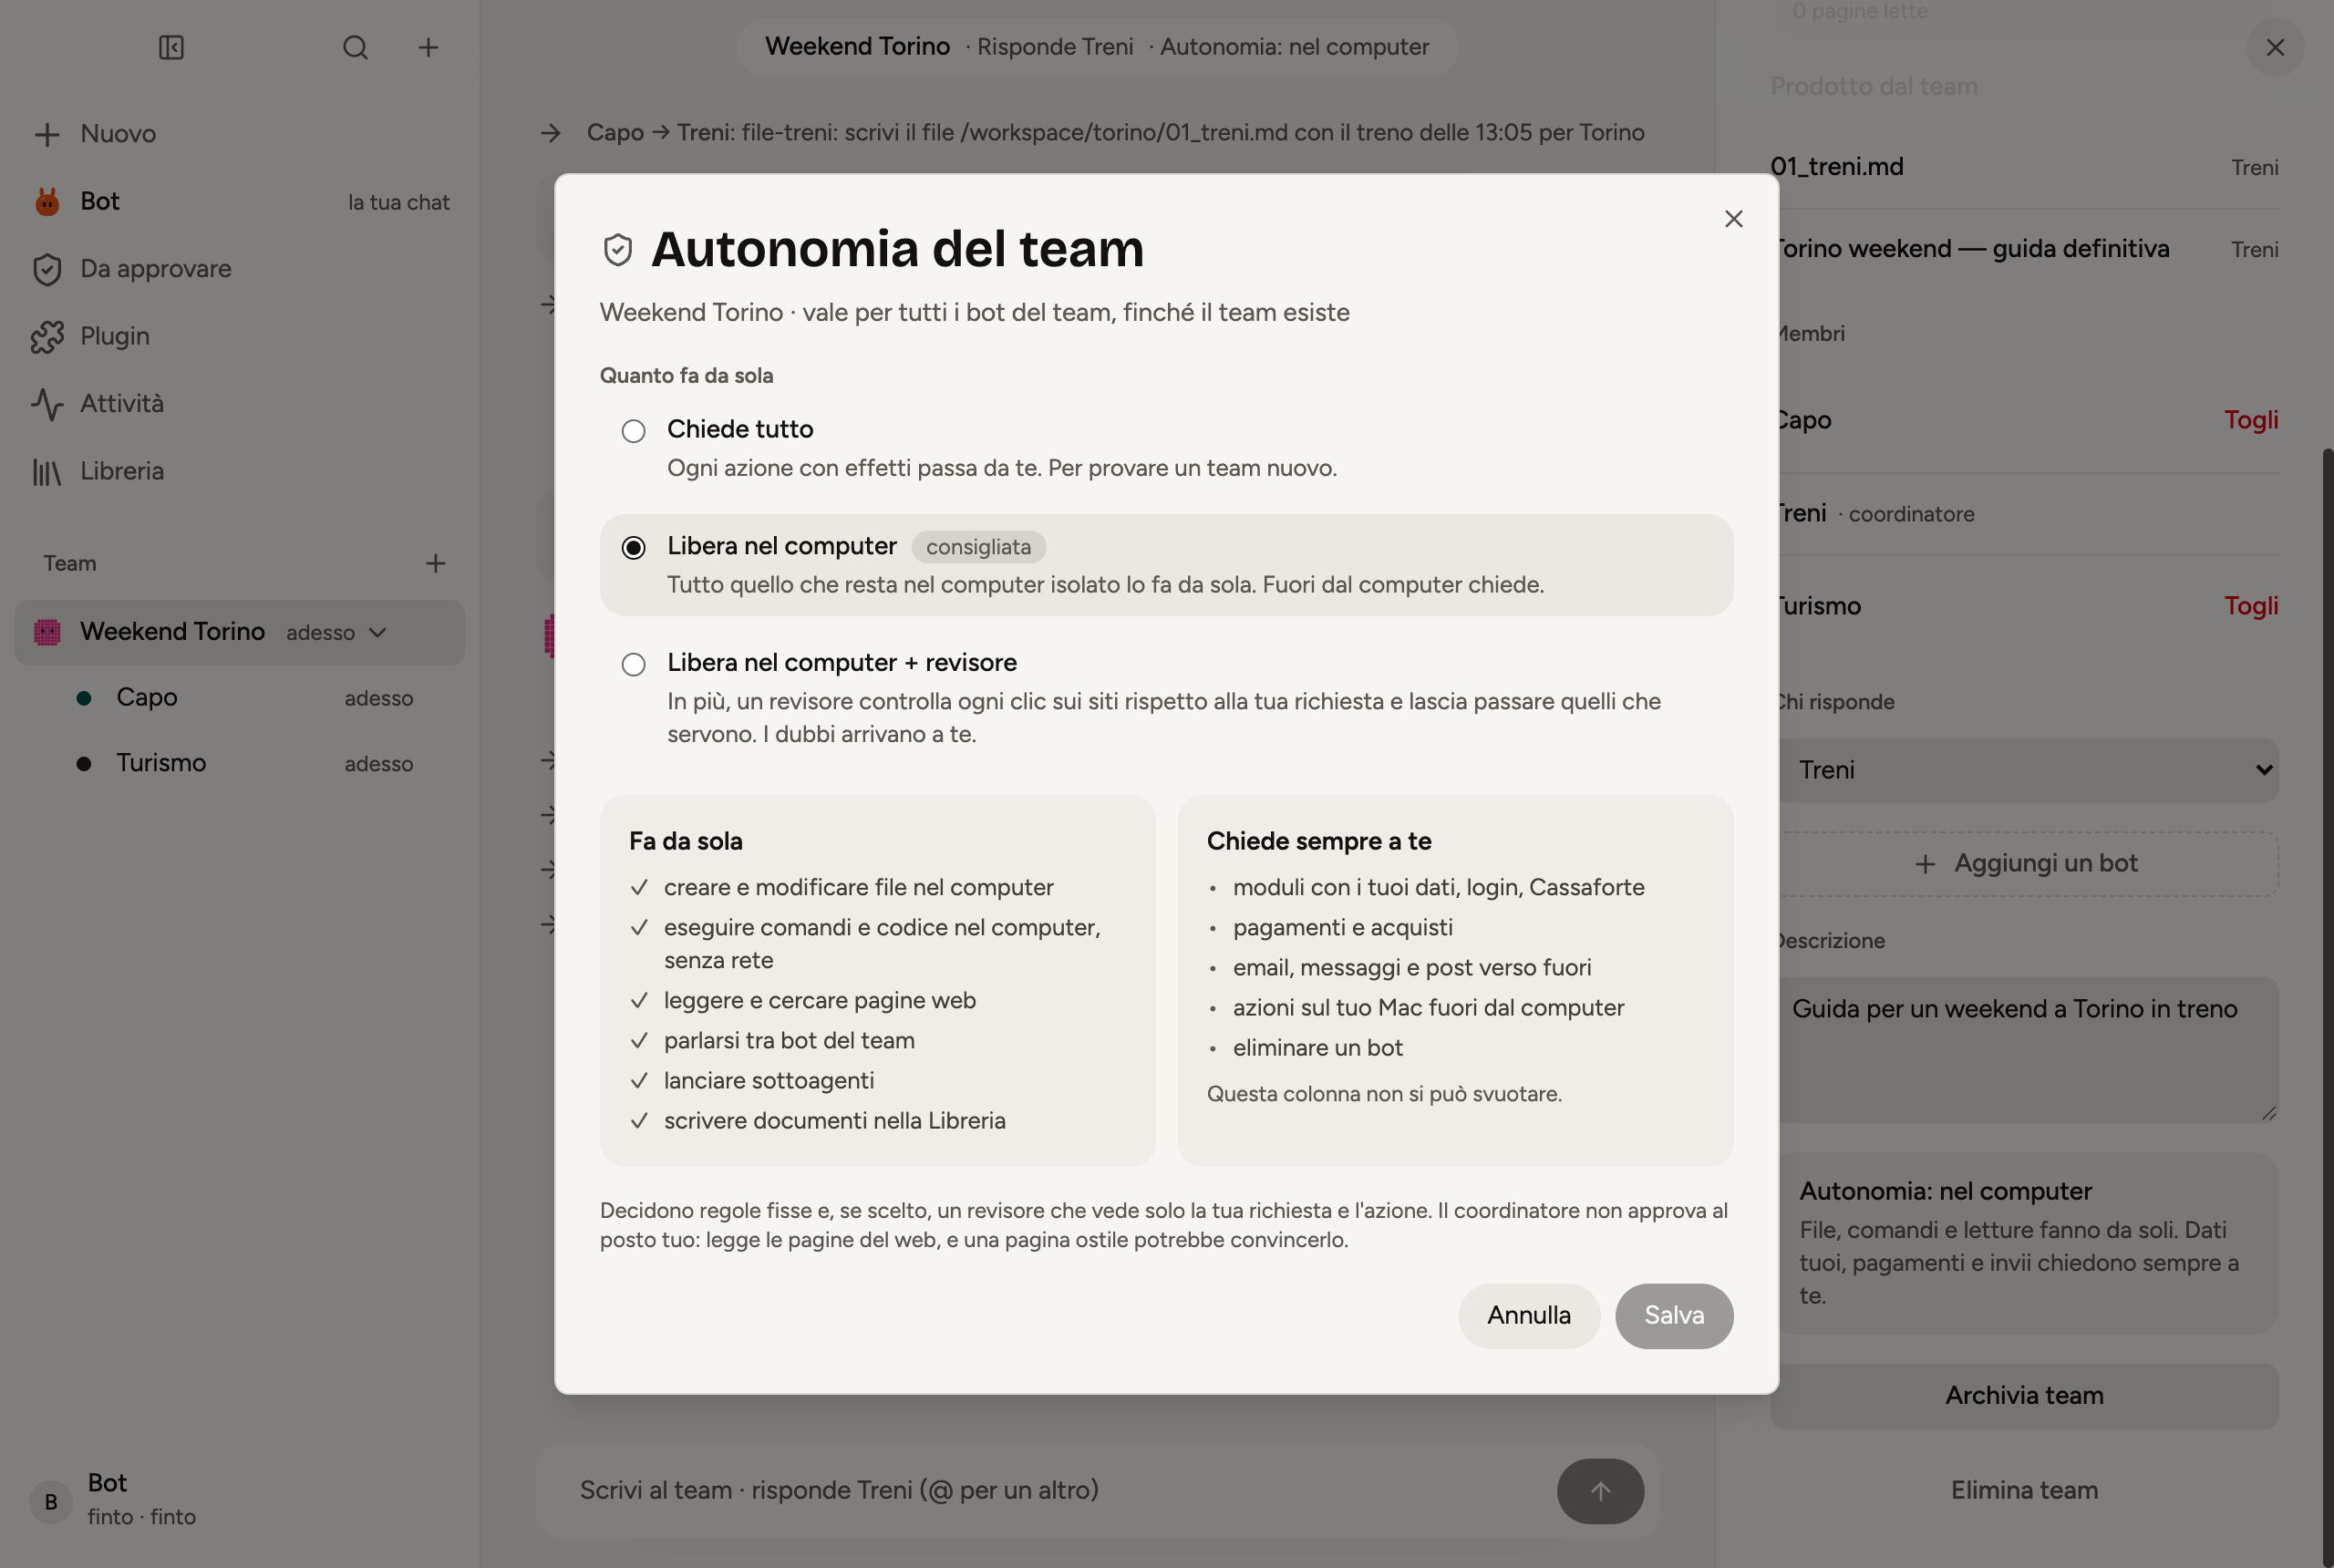 Weekend Torino · Risponde Treni · Autonomia: nel computer
Nuovo
Bot la tua chat
Da approvare
Plugin
Attività
Libreria
Team
Weekend Torino adesso
Capo adesso
Turismo adesso
B
Bot
finto · finto
Capo → Treni: file-treni: scrivi il file /workspace/torino/01_treni.md con il treno delle 13:05 per Torino
Autonomia del team
Weekend Torino · vale per tutti i bot del team, finché il team esiste
Quanto fa da sola
Chiede tutto
Ogni azione con effetti passa da te. Per provare un team nuovo.
Libera nel computer consigliata
Tutto quello che resta nel computer isolato lo fa da sola. Fuori dal computer chiede.
Libera nel computer + revisore
In più, un revisore controlla ogni clic sui siti rispetto alla tua richiesta e lascia passare quelli che
servono. I dubbi arrivano a te.
Fa da sola
✓ creare e modificare file nel computer
✓ eseguire comandi e codice nel computer,
senza rete
✓ leggere e cercare pagine web
✓ parlarsi tra bot del team
✓ lanciare sottoagenti
✓ scrivere documenti nella Libreria
Chiede sempre a te
• moduli con i tuoi dati, login, Cassaforte
• pagamenti e acquisti
• email, messaggi e post verso fuori
• azioni sul tuo Mac fuori dal computer
• eliminare un bot
Questa colonna non si può svuotare.
Decidono regole fisse e, se scelto, un revisore che vede solo la tua richiesta e l'azione. Il coordinatore non approva al
posto tuo: legge le pagine del web, e una pagina ostile potrebbe convincerlo.
Annulla
Salva
Scrivi al team · risponde Treni (@ per un altro)
0 pagine lette
Prodotto dal team
01_treni.md Treni
Torino weekend — guida definitiva Treni
Membri
Capo Togli
Treni · coordinatore
Turismo Togli
Chi risponde
Treni
Aggiungi un bot
Descrizione
Guida per un weekend a Torino in treno
Autonomia: nel computer
File, comandi e letture fanno da soli. Dati
tuoi, pagamenti e invii chiedono sempre a
te.
Archivia team
Elimina team